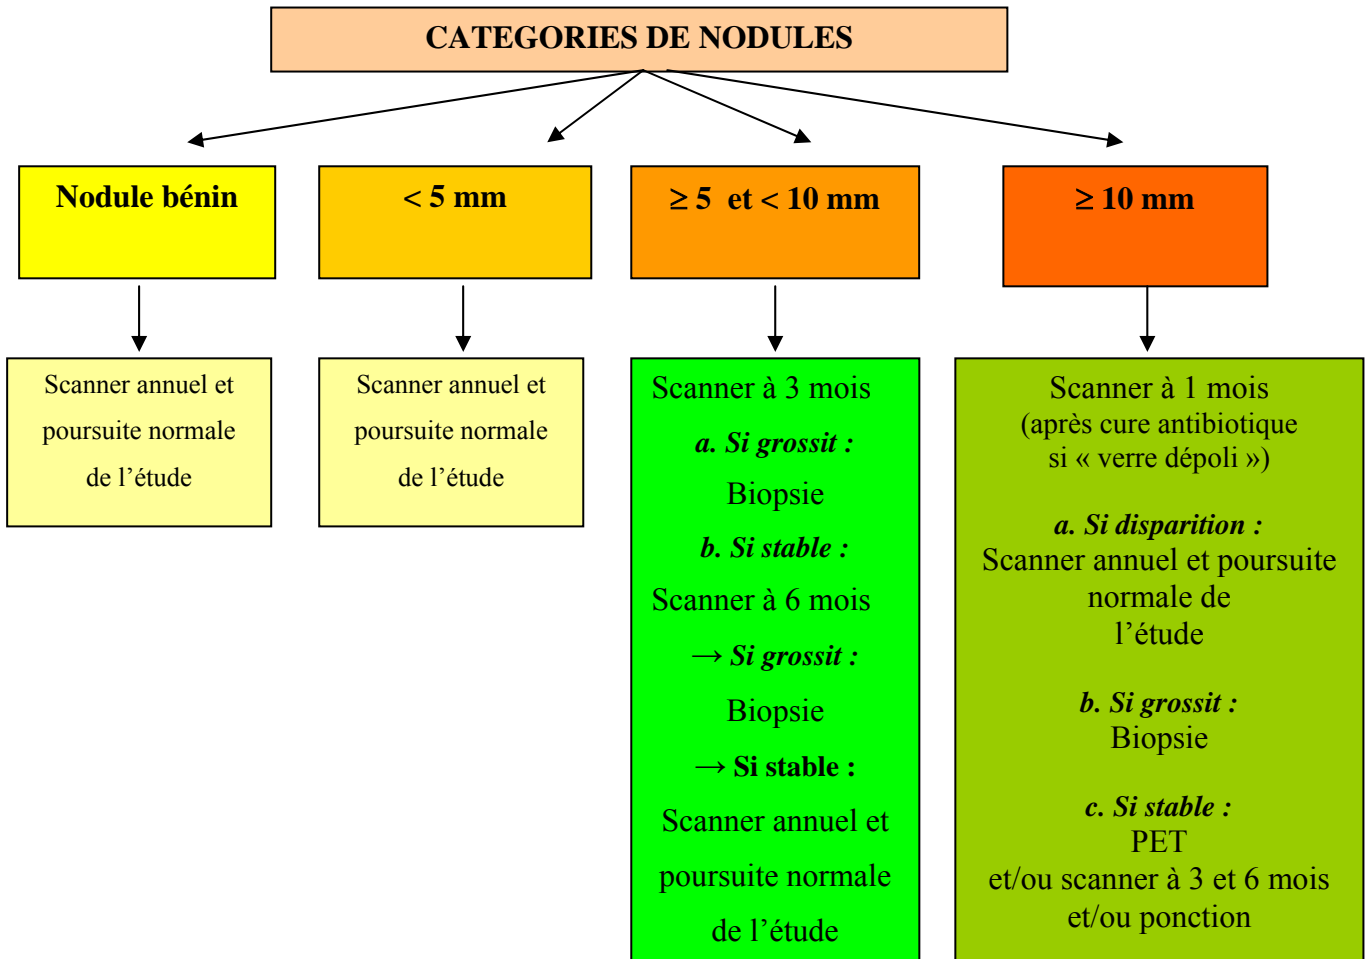 CATEGORIES DE NODULES
Nodule bénin
< 5 mm
≥ 5 et < 10 mm
≥ 10 mm
Scanner annuel et
poursuite normale
de l’étude
Scanner annuel et
poursuite normale
de l’étude
Scanner à 3 mois
a. Si grossit :
Biopsie
b. Si stable :
Scanner à 6 mois
→ Si grossit :
Biopsie
→ Si stable :
Scanner annuel et
poursuite normale
de l’étude
Scanner à 1 mois
(après cure antibiotique
si « verre dépoli »)
a. Si disparition :
Scanner annuel et poursuite
normale de
l’étude
b. Si grossit :
Biopsie
c. Si stable :
PET
et/ou scanner à 3 et 6 mois
et/ou ponction